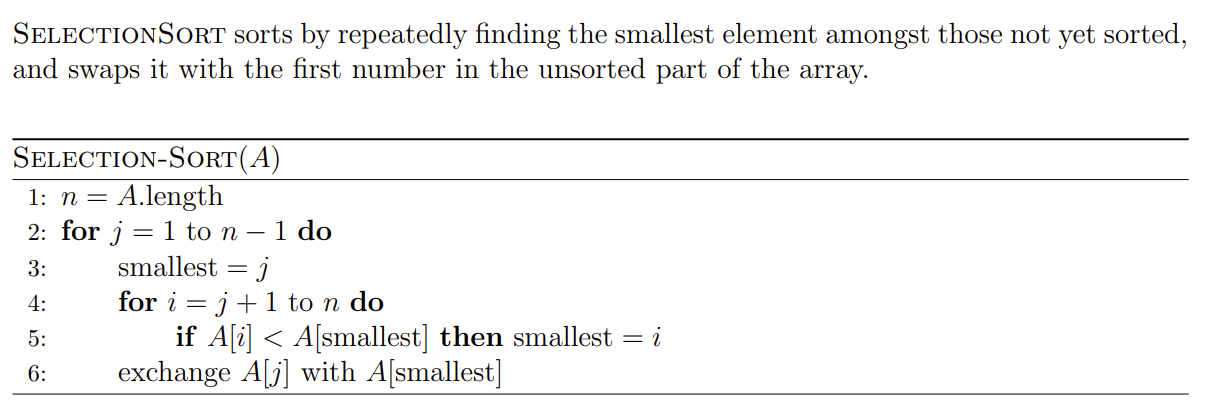 SELECTIONSORT sorts by repeatedly finding the smallest element amongst those not yet sorted,
and swaps it with the first number in the unsorted part of the array.
SELECTION-SORT(A)
1: n = A.length
2: for j = 1 to n − 1 do
3: smallest = j
4: for i = j + 1 to n do
5: if A[i] < A[smallest] then smallest = i
6: exchange A[j] with A[smallest]